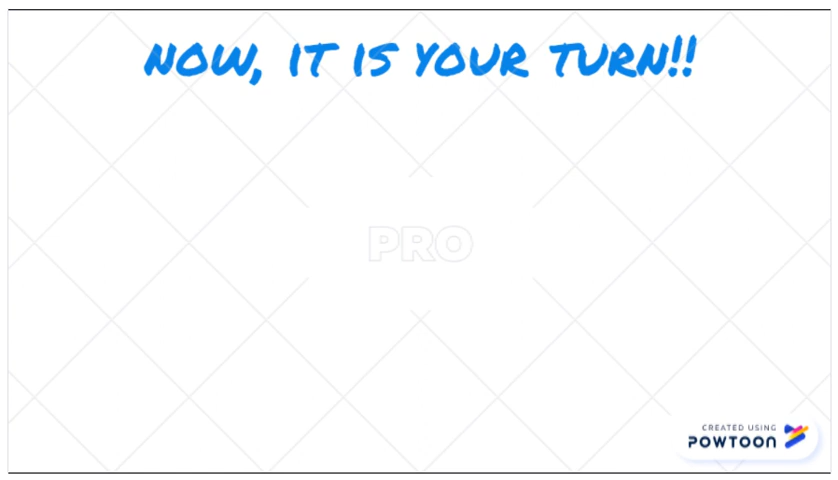 NOW, IT IS YOUR TURN!!
PRO
CREATED USING
POWTOON